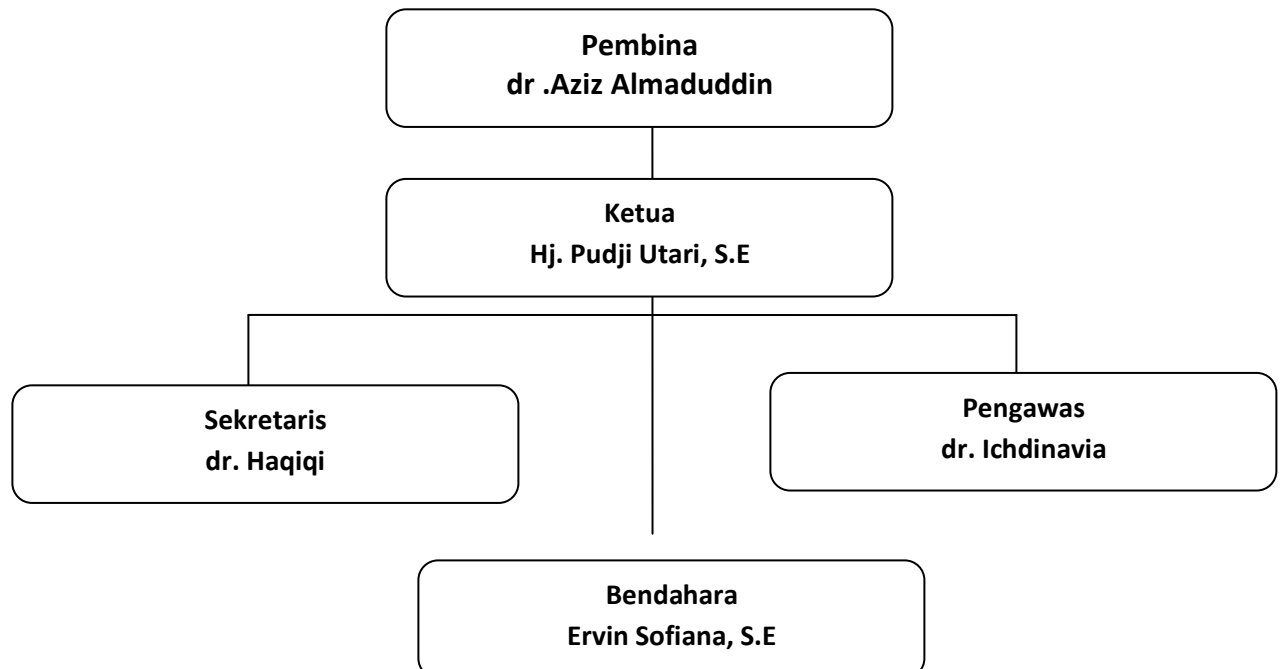 Pembina
dr .Aziz Almaduddin
Ketua
Hj. Pudji Utari, S.E
Sekretaris
dr. Haqiqi
Pengawas
dr. Ichdinavia
Bendahara
Ervin Sofiana, S.E